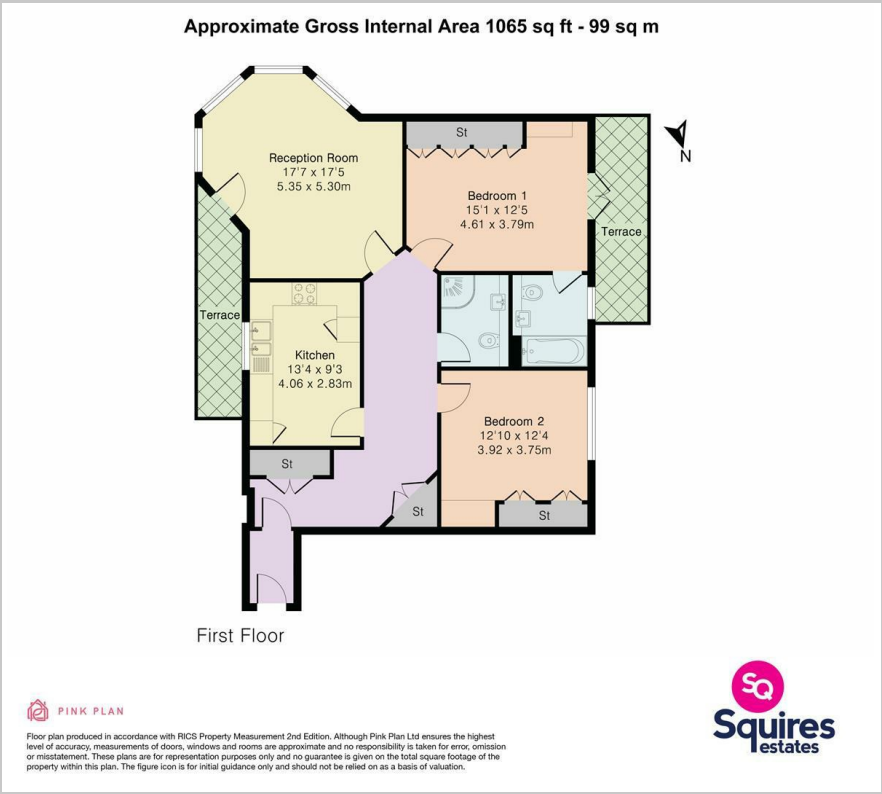 Approximate Gross Internal Area 1065 sq ft - 99 sq m
St
Reception Room
17'7 x 17'5
5.35 x 5.30m
Bedroom 1
15'1 x 12'5
4.61 x 3.79m
N
Terrace
Terrace
Kitchen
13'4 x 9'3
4.06 x 2.83m
Bedroom 2
12'10 x 12'4
3.92 x 3.75m
St
St
St
First Floor
SQ
Squires
estates
PINK PLAN
Floor plan produced in accordance with RICS Property Measurement 2nd Edition. Although Pink Plan Ltd ensures the highest
level of accuracy, measurements of doors, windows and rooms are approximate and no responsibility is taken for error, omission
or misstatement. These plans are for representation purposes only and no guarantee is given on the total square footage of the
property within this plan. The figure icon is for initial guidance only and should not be relied on as a basis of valuation.